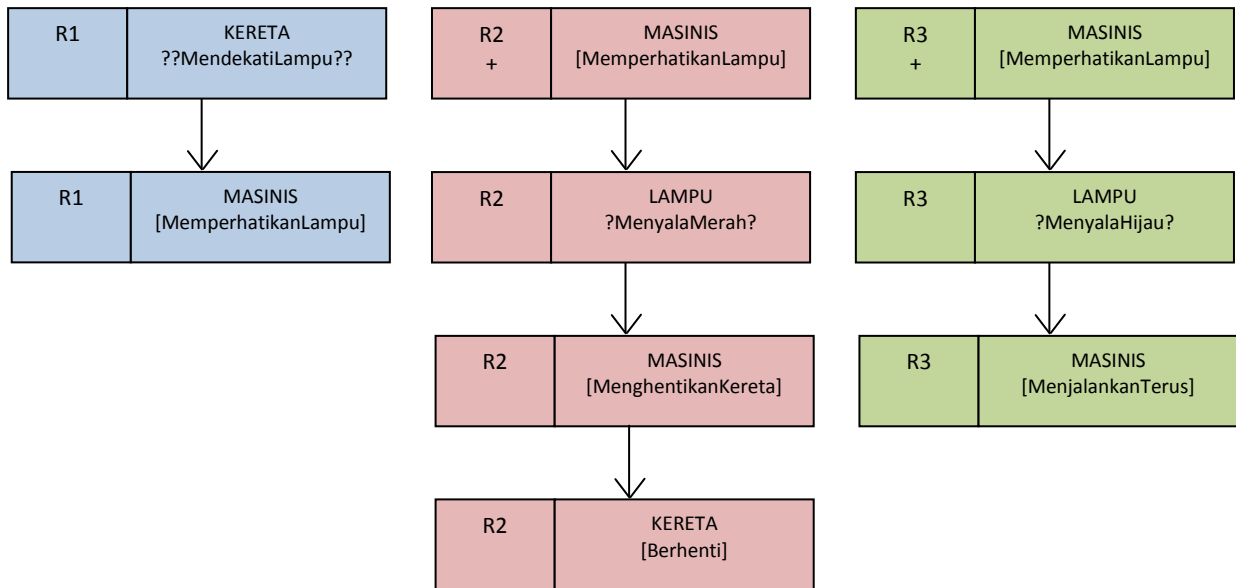 R1
KERETA
??MendekatiLampu??
R1
MASINIS
[MemperhatikanLampu]
R2
+
MASINIS
[MemperhatikanLampu]
R2
LAMPU
?MenyalaMerah?
R2
MASINIS
[MenghentikanKereta]
R2
KERETA
[Berhenti]
R3
+
MASINIS
[MemperhatikanLampu]
R3
LAMPU
?MenyalaHijau?
R3
MASINIS
[MenjalankanTerus]